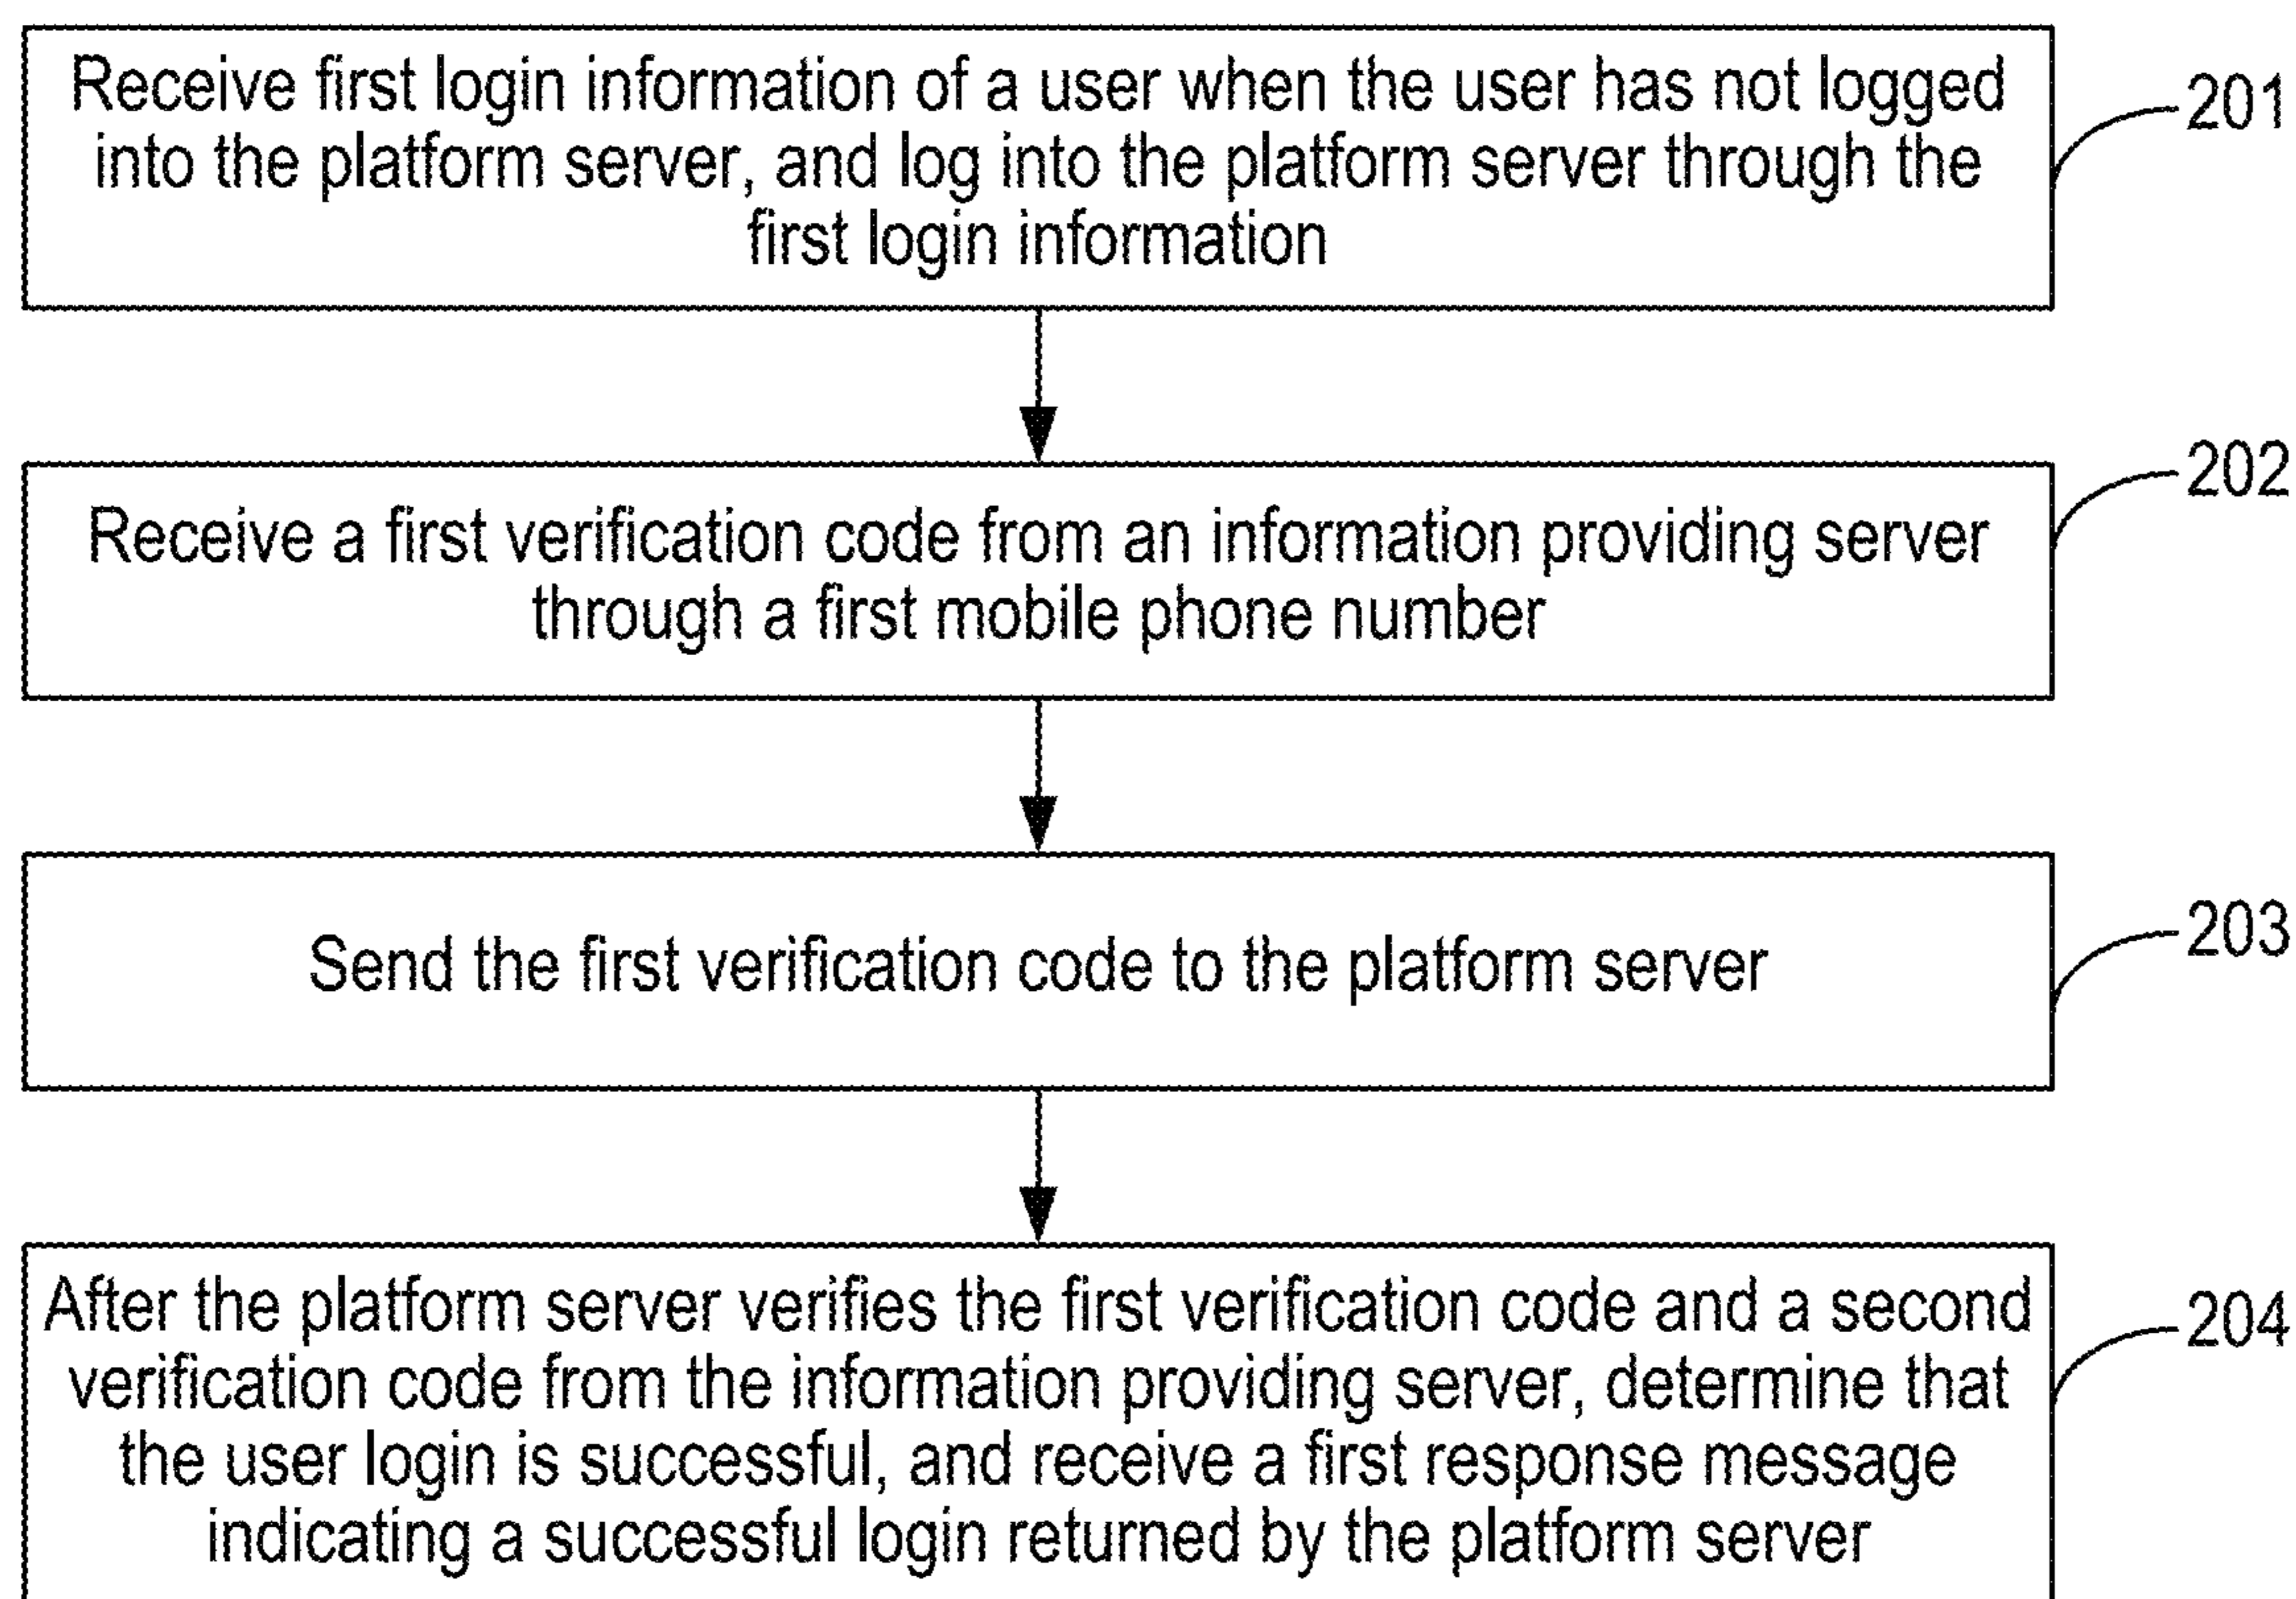 Receive first login information of a user when the user has not logged
into the platform server, and log into the platform server through the
first login information
201
Receive a first verification code from an information providing server
through a first mobile phone number
202
Send the first verification code to the platform server
203
After the platform server verifies the first verification code and a second
verification code from the information providing server, determine that
the user login is successful, and receive a first response message
indicating a successful login returned by the platform server
204